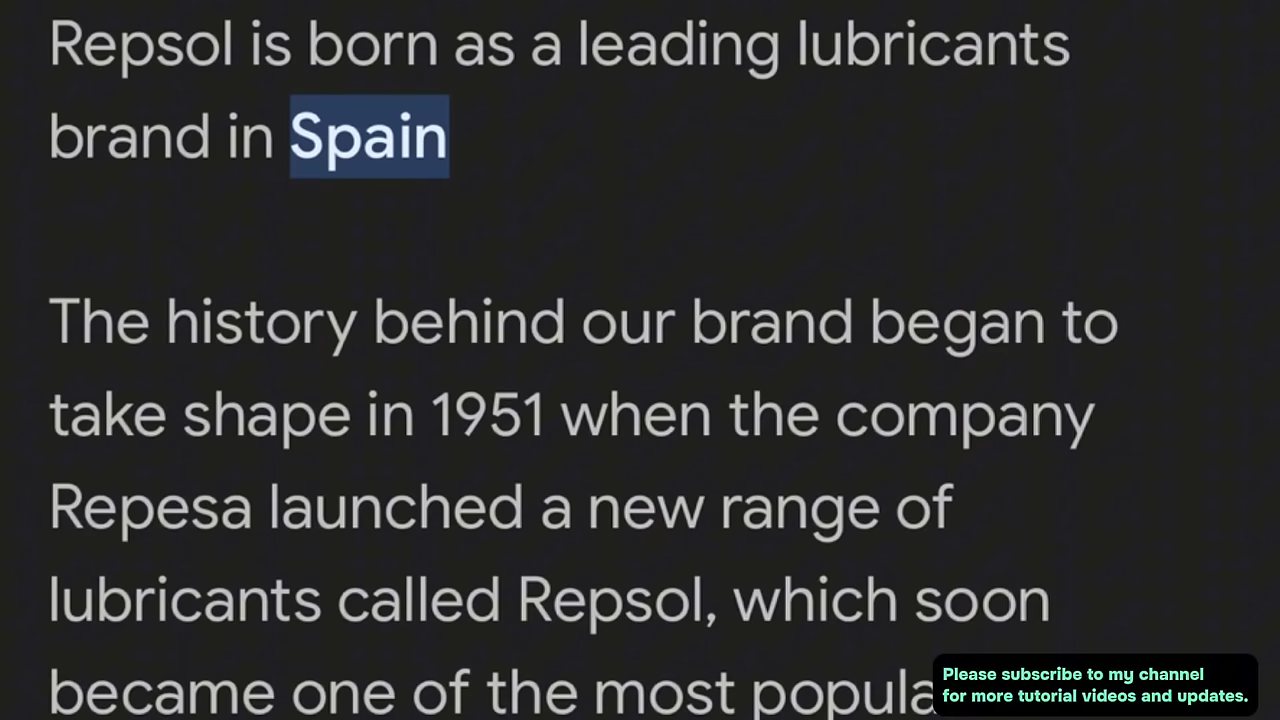 Repsol is born as a leading lubricants
brand in Spain
The history behind our brand began to
take shape in 1951 when the company
Repesa launched a new range of
lubricants called Repsol, which soon
became one of the most
Please subscribe to my channel
for more tutorial videos and updates.